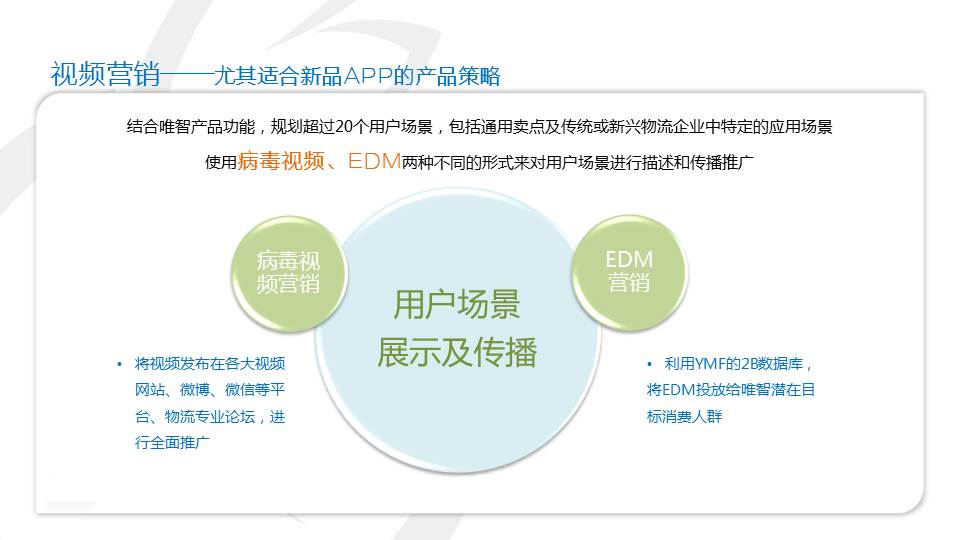 视频营销——尤其适合新品APP的产品策略
结合唯智产品功能，规划超过20个用户场景，包括通用卖点及传统或新兴物流企业中特定的应用场景
使用病毒视频、EDM两种不同的形式来对用户场景进行描述和传播推广
病毒视
频营销
EDM
营销
用户场景
展示及传播
• 将视频发布在各大视频
网站、微博、微信等平
台、物流专业论坛，进
行全面推广
• 利用YMF的2B数据库，
将EDM投放给唯智潜在目
标消费人群